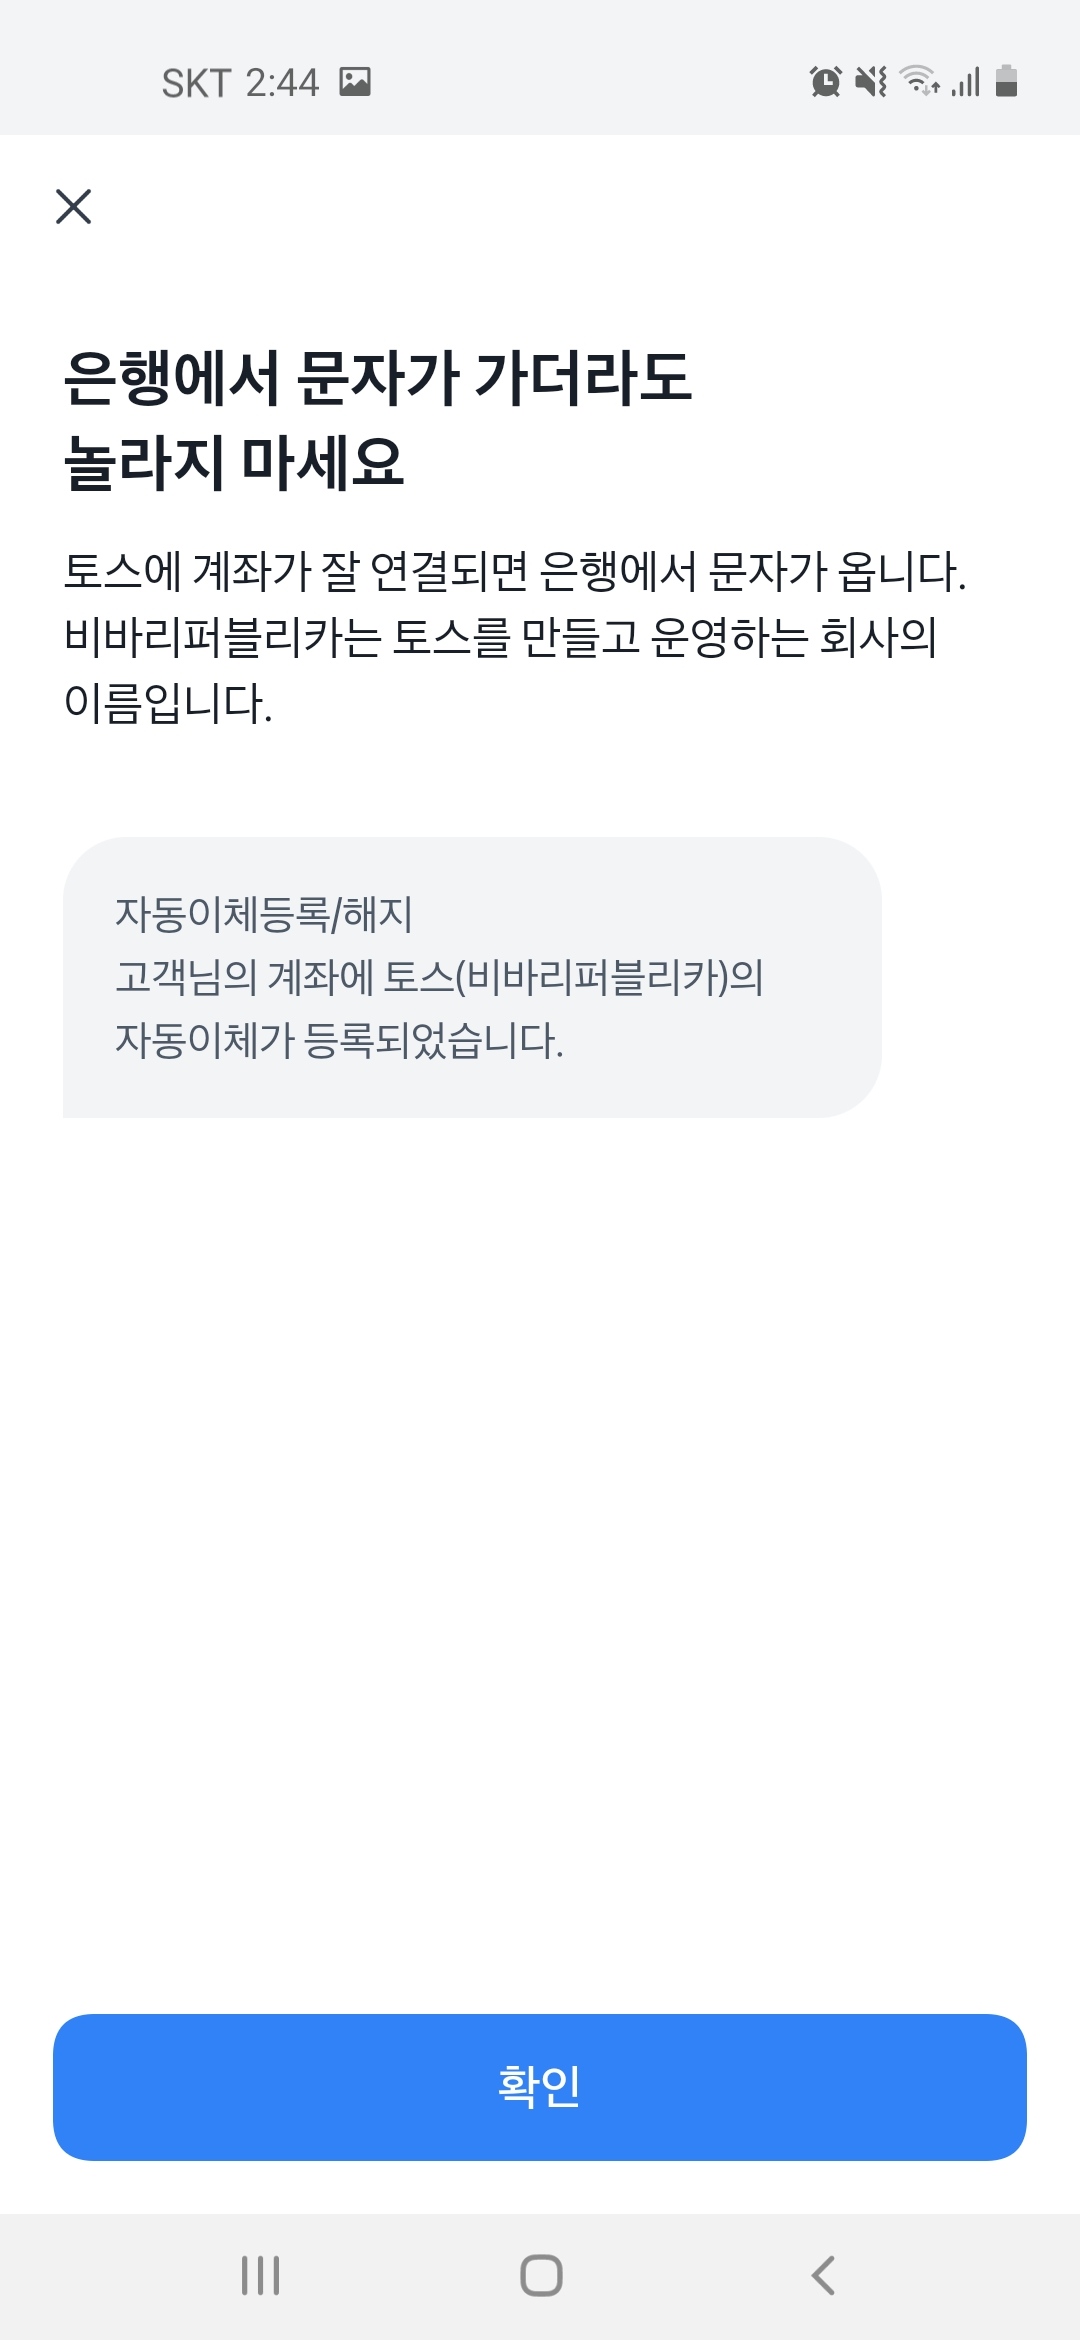 SKT 2:44
은행에서 문자가 가더라도
놀라지 마세요
토스에 계좌가 잘 연결되면 은행에서 문자가 옵니다.
비바리퍼블리카는 토스를 만들고 운영하는 회사의
이름입니다.
자동이체등록/해지
고객님의 계좌에 토스(비바리퍼블리카)의
자동이체가 등록되었습니다.
확인